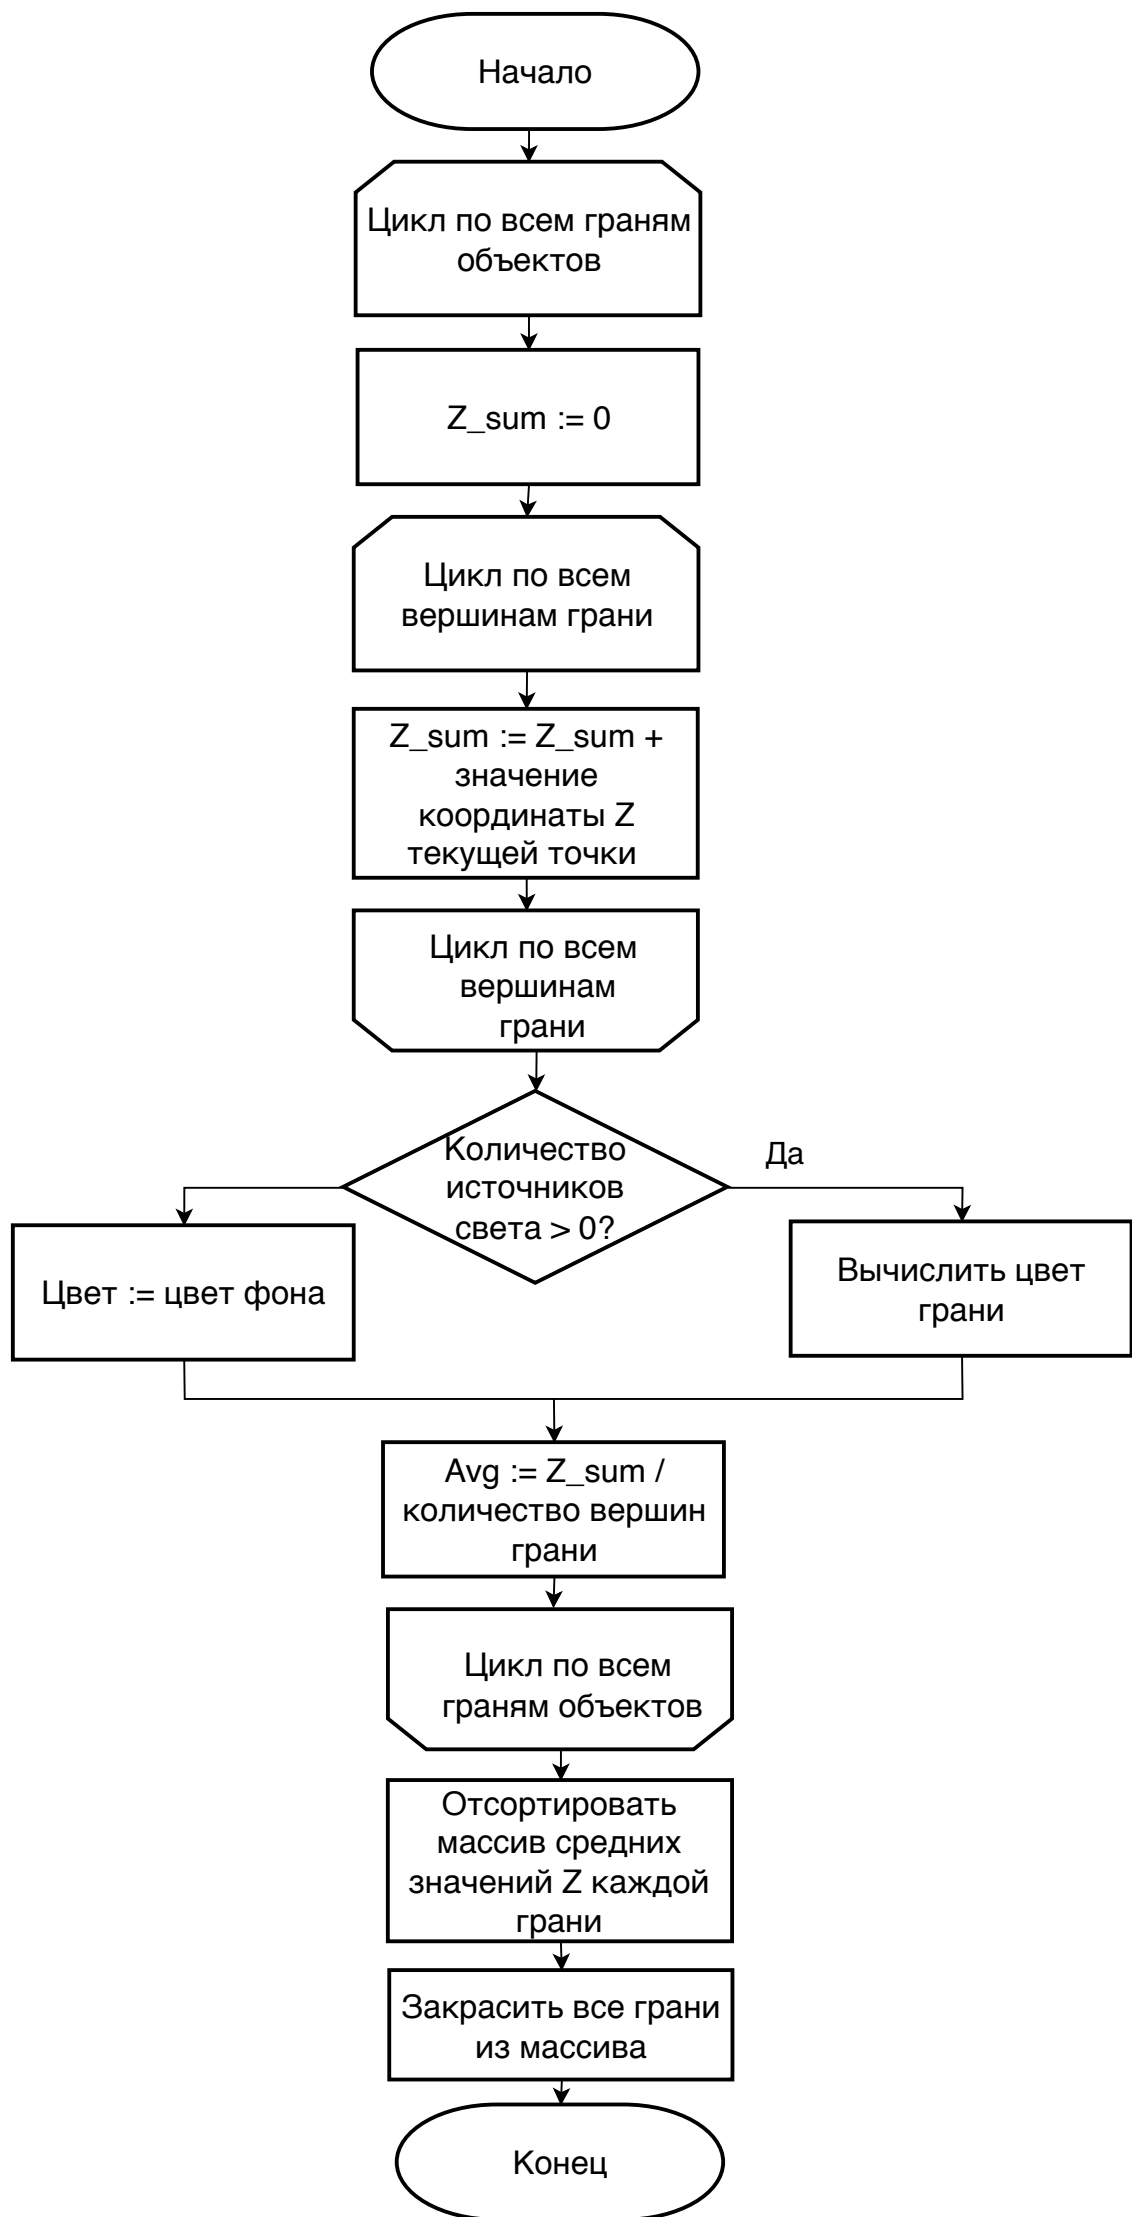 Начало
Цикл по всем граням
объектов
Z_sum := 0
Цикл по всем
вершинам грани
Z_sum := Z_sum +
значение
координаты Z
текущей точки
Цикл по всем
вершинам
грани
Количество
источников
света > 0?
Да
Цвет := цвет фона
Вычислить цвет
грани
Avg := Z_sum /
количество вершин
грани
Цикл по всем
граням объектов
Отсортировать
массив средних
значений Z каждой
грани
Закрасить все грани
из массива
Конец